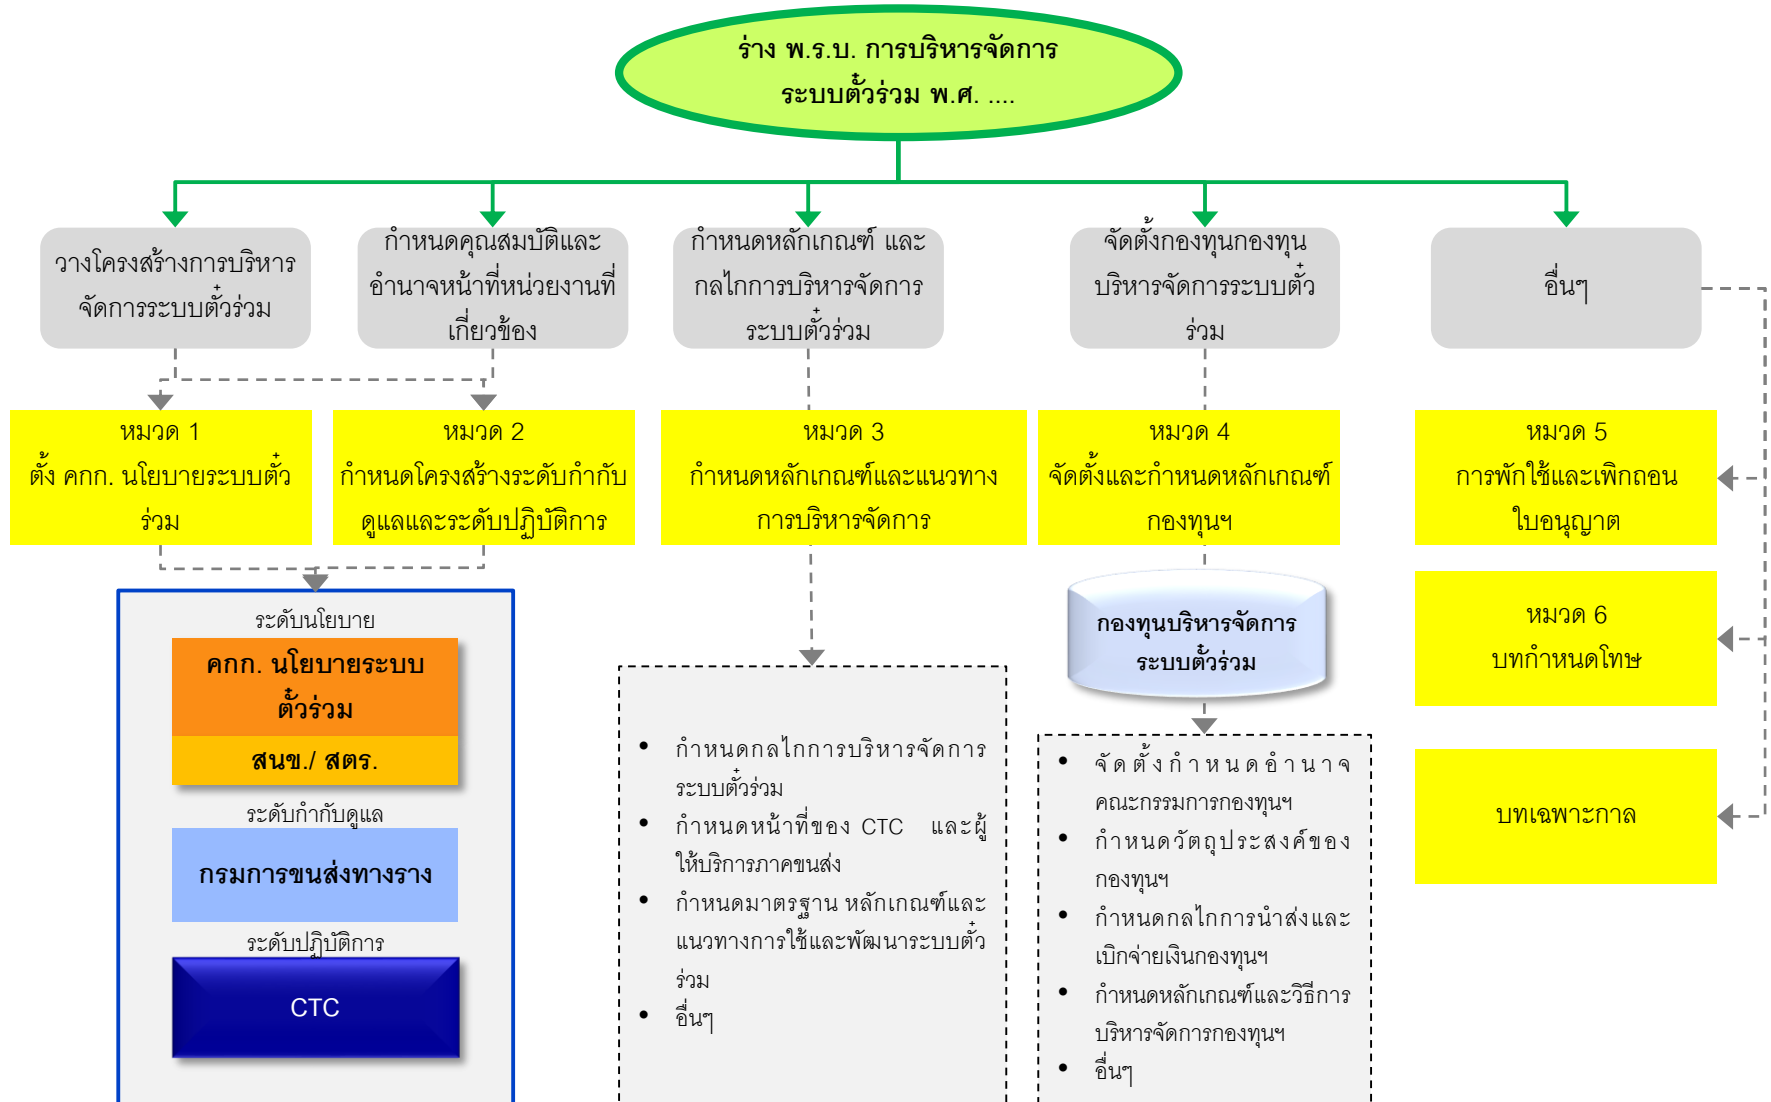 ร่าง พ.ร.บ. การบริหารจัดการ
ระบบตั๋วร่วม พ.ศ. ....
วางโครงสร้างการบริหาร
จัดการระบบตั๋วร่วม
กำหนดคุณสมบัติและ
อำนาจหน้าที่หน่วยงานที่
เกี่ยวข้อง
กำหนดหลักเกณฑ์ และ
กลไกการบริหารจัดการ
ระบบตั๋วร่วม
จัดตั้งกองทุนกองทุน
บริหารจัดการระบบตั๋ว
ร่วม
อื่นๆ
หมวด 1
ตั้ง คกก. นโยบายระบบตั๋ว
ร่วม
หมวด 2
กำหนดโครงสร้างระดับกำกับ
ดูแลและระดับปฏิบัติการ
หมวด 3
กำหนดหลักเกณฑ์และแนวทาง
การบริหารจัดการ
หมวด 4
จัดตั้งและกำหนดหลักเกณฑ์
กองทุนฯ
หมวด 5
การพักใช้และเพิกถอน
ใบอนุญาต
หมวด 6
บทกำหนดโทษ
บทเฉพาะกาล
ระดับนโยบาย
คกก. นโยบายระบบ
ตั๋วร่วม
สนข./ สตร.
ระดับกำกับดูแล
กรมการขนส่งทางราง
ระดับปฏิบัติการ
CTC
• กำหนดกลไกการบริหารจัดการ
ระบบตั๋วร่วม
• กำหนดหน้าที่ของ CTC และผู้
ให้บริการภาคขนส่ง
• กำหนดมาตรฐาน หลักเกณฑ์และ
แนวทางการใช้และพัฒนาระบบตั๋ว
ร่วม
• อื่นๆ
กองทุนบริหารจัดการ
ระบบตั๋วร่วม
• จัดตั้งกำหนดอำนาจ
คณะกรรมการกองทุนฯ
• กำหนดวัตถุประสงค์ของ
กองทุนฯ
• กำหนดกลไกการนำส่งและ
เบิกจ่ายเงินกองทุนฯ
• กำหนดหลักเกณฑ์และวิธีการ
บริหารจัดการกองทุนฯ
• อื่นๆ